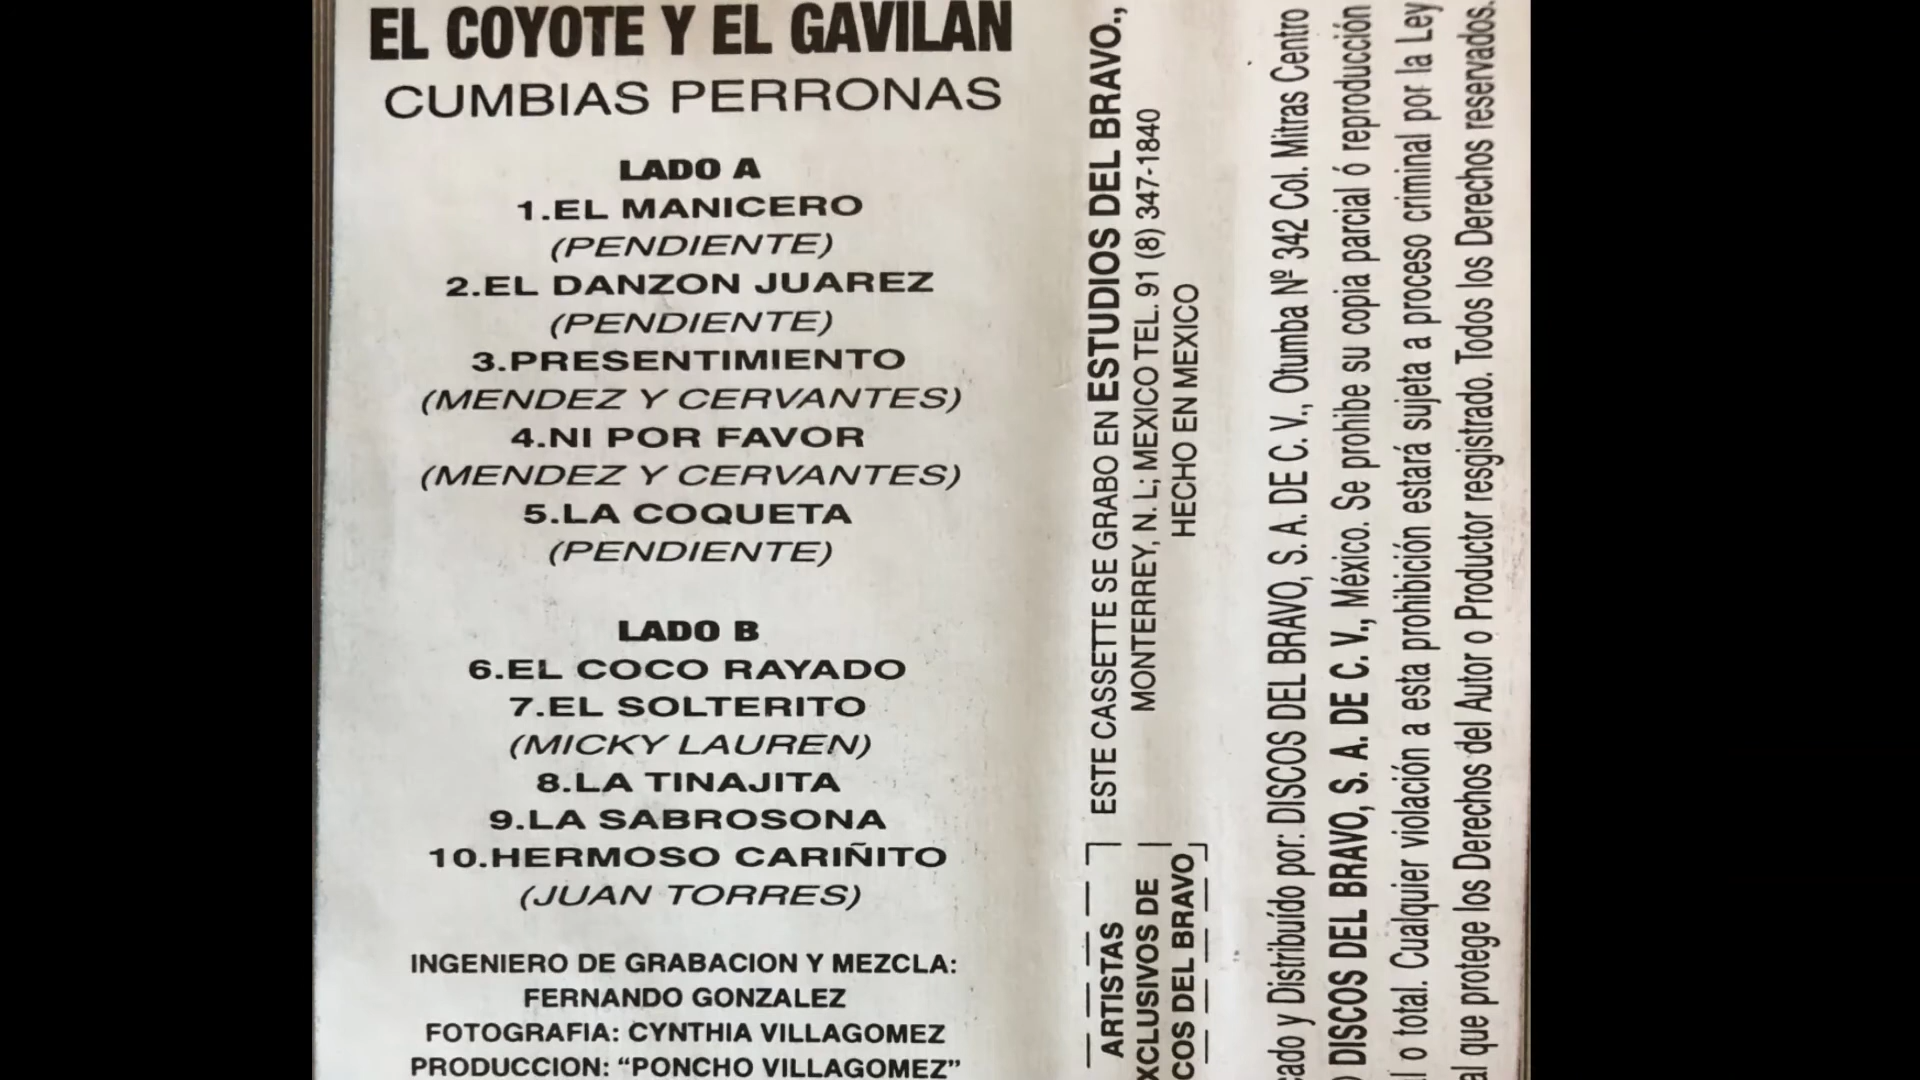 EL COYOTE Y EL GAVILAN
CUMBIAS PERRONAS
LADO A
1.EL MANICERO
(PENDIENTE)
2.EL DANZON JUAREZ
(PENDIENTE)
3.PRESENTIMIENTO
(MENDEZ Y CERVANTES)
4.NI POR FAVOR
(MENDEZ Y CERVANTES)
5.LA COQUETA
(PENDIENTE)
LADO B
6.EL COCO RAYADO
7.EL SOLTERITO
(MICKY LAUREN)
8.LA TINAJITA
9.LA SABROSONA
10.HERMOSO CARIÑITO
(JUAN TORRES)
INGENIERO DE GRABACION Y MEZCLA:
FERNANDO GONZALEZ
FOTOGRAFIA: CYNTHIA VILLAGOMEZ
PRODUCCION: “PONCHO VILLAGOMEZ”
ESTE CASSETTE SE GRABO EN ESTUDIOS DEL BRAVO.,
MONTERREY, N. L; MEXICO TEL. 91 (8) 347-1840
HECHO EN MEXICO
ARTISTAS
XCLUSIVOS DE
COS DEL BRAVO
cado y Distribuído por: DISCOS DEL BRAVO, S. A. DE C. V., Otumba Nº 342 Col. Mitras Centro
) DISCOS DEL BRAVO, S. A. DE C. V., México. Se prohibe su copia parcial ó reproducción
l o total. Cualquier violación a esta prohibición estará sujeta a proceso criminal por la Ley
al que protege los Derechos del Autor o Productor resgistrado. Todos los Derechos reservados.